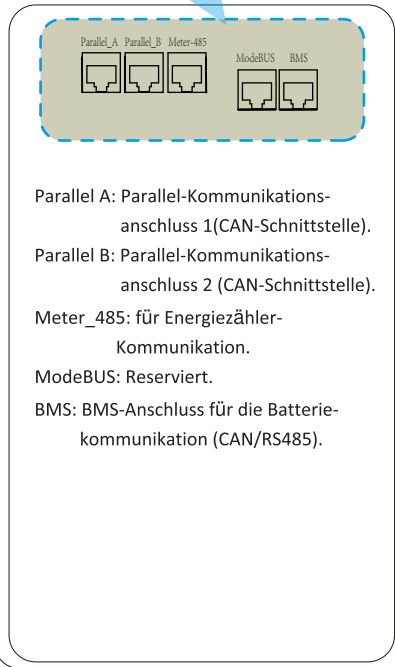 Parallel_A Parallel_B Meter-485
ModeBUS BMS
Parallel A: Parallel-Kommunikations-
anschluss 1(CAN-Schnittstelle).
Parallel B: Parallel-Kommunikations-
anschluss 2 (CAN-Schnittstelle).
Meter_485: für Energiezähler-
Kommunikation.
ModeBUS: Reserviert.
BMS: BMS-Anschluss für die Batterie-
kommunikation (CAN/RS485).